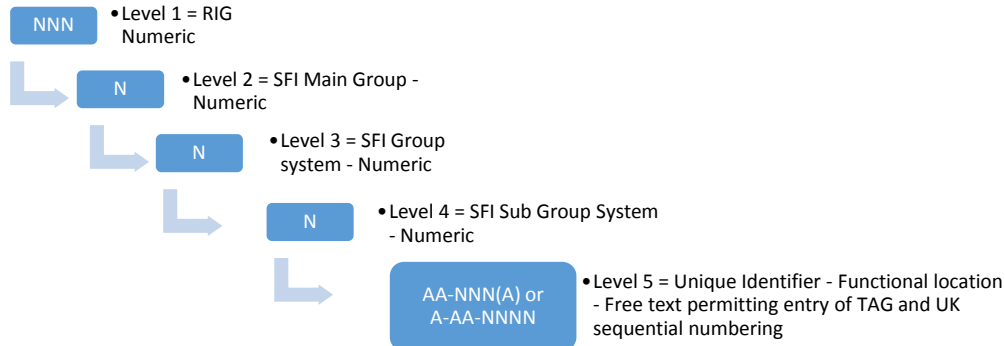 NNN
•Level 1 = RIG
Numeric
N
•Level 2 = SFI Main Group -
Numeric
N
•Level 3 = SFI Group
system - Numeric
N
•Level 4 = SFI Sub Group System
- Numeric
AA-NNN(A) or
A-AA-NNNN
•Level 5 = Unique Identifier - Functional location
- Free text permitting entry of TAG and UK
sequential numbering